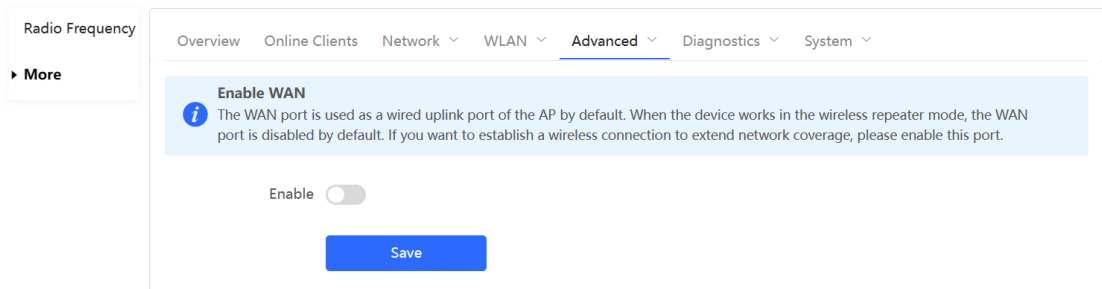 Radio Frequency
More
Overview Online Clients Network WLAN Advanced Diagnostics System
Enable WAN
The WAN port is used as a wired uplink port of the AP by default. When the device works in the wireless repeater mode, the WAN
port is disabled by default. If you want to establish a wireless connection to extend network coverage, please enable this port.
Enable
Save